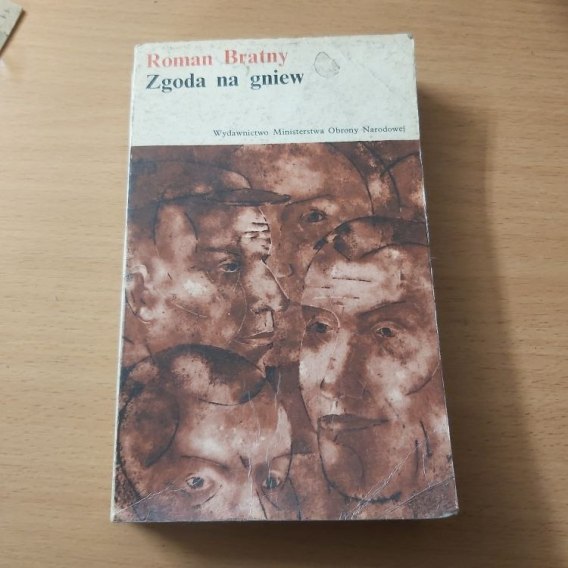 Roman Bratny
Zgoda na gniew
Wydawnictwo Ministerstwa Obrony Narodowej